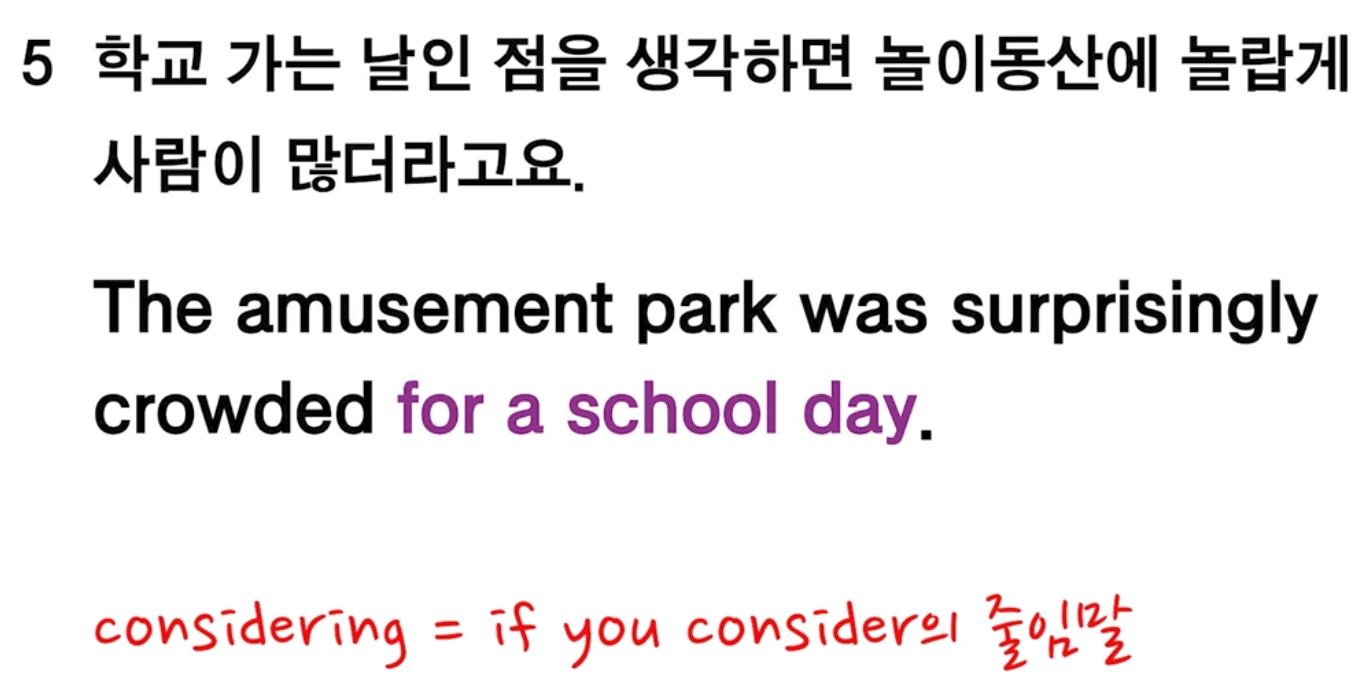 5 학교 가는 날인 점을 생각하면 놀이동산에 놀랍게
사람이 많더라고요.
The amusement park was surprisingly
crowded for a school day.
considering = if you consider의 줄임말